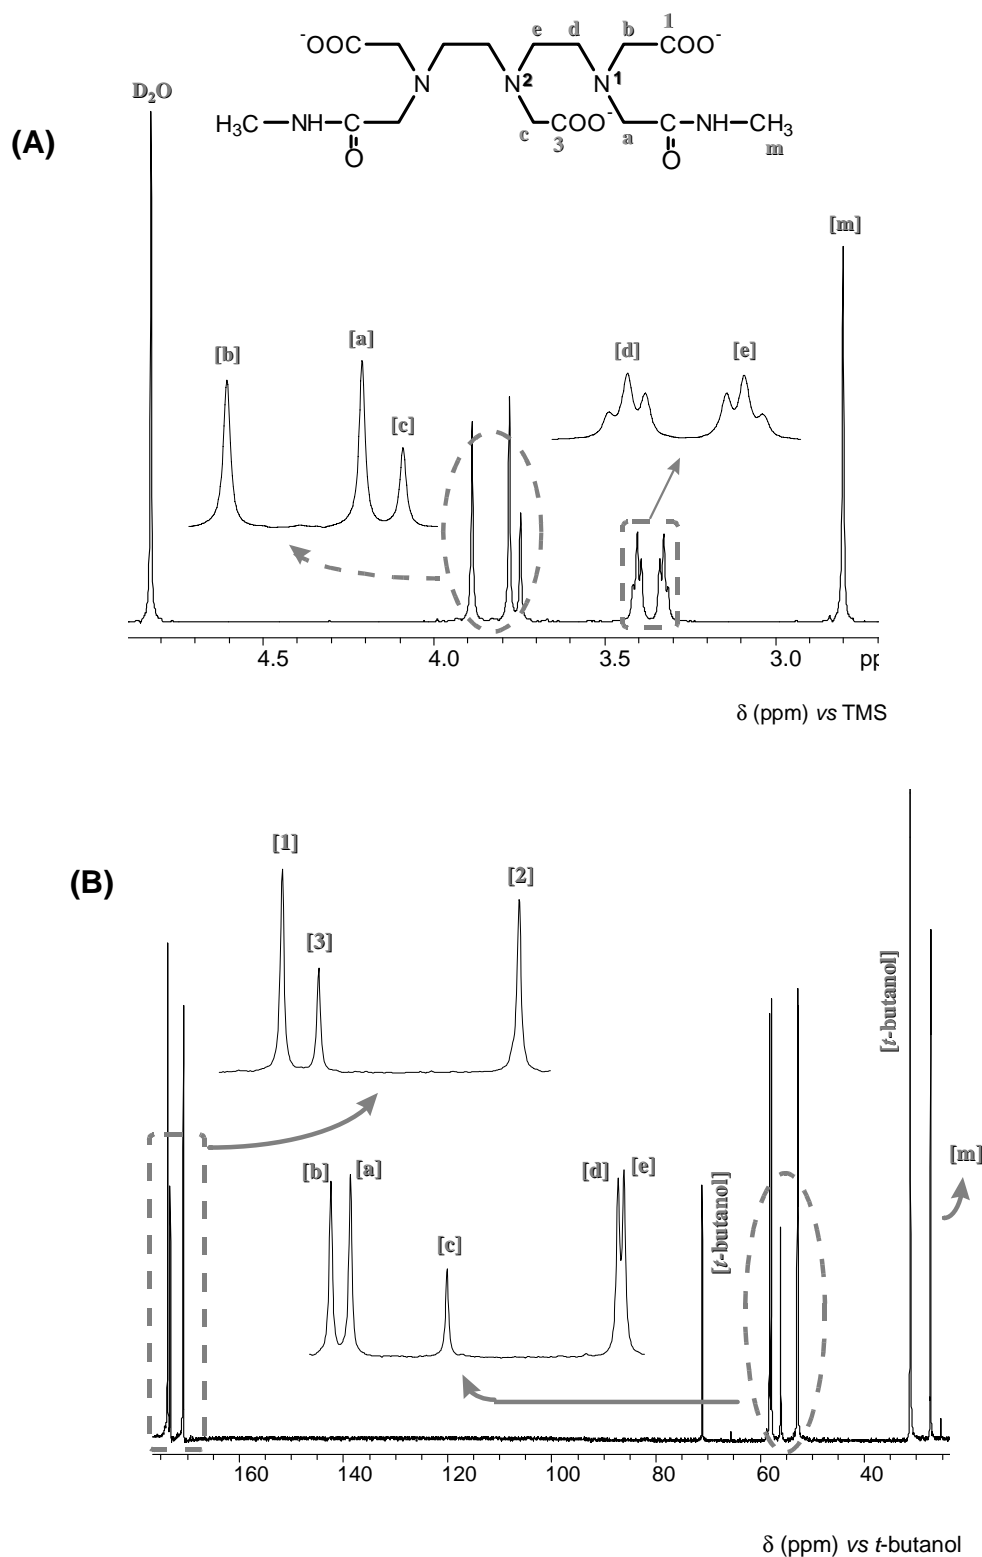 1
e d b
⁻OOC COO⁻
D₂O
N N² N¹
(A)
H₃C NH COO⁻ NH CH₃
c 3 a m
O O
[m]
[b] [a] [c] [d] [e]
4.5 4.0 3.5 3.0 pp
δ (ppm) vs TMS
(B)
[1] [3] [2]
[t-butanol]
[b] [a] [c] [d] [e]
[t-butanol]
[m]
160 140 120 100 80 60 40
δ (ppm) vs t-butanol